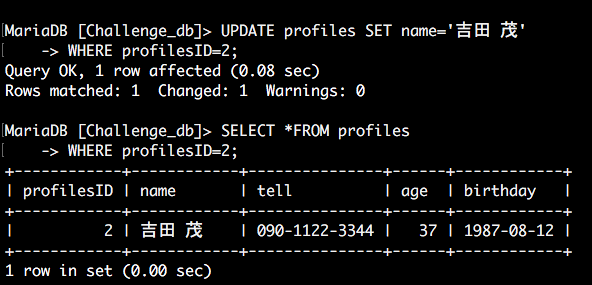 MariaDB [Challenge_db]> UPDATE profiles SET name='吉田 茂'
    -> WHERE profilesID=2;
Query OK, 1 row affected (0.08 sec)
Rows matched: 1  Changed: 1  Warnings: 0

MariaDB [Challenge_db]> SELECT *FROM profiles
    -> WHERE profilesID=2;
+------------+------------+---------------+------+------------+
| profilesID | name       | tell          | age  | birthday   |
+------------+------------+---------------+------+------------+
|          2 | 吉田 茂    | 090-1122-3344 |   37 | 1987-08-12 |
+------------+------------+---------------+------+------------+
1 row in set (0.00 sec)